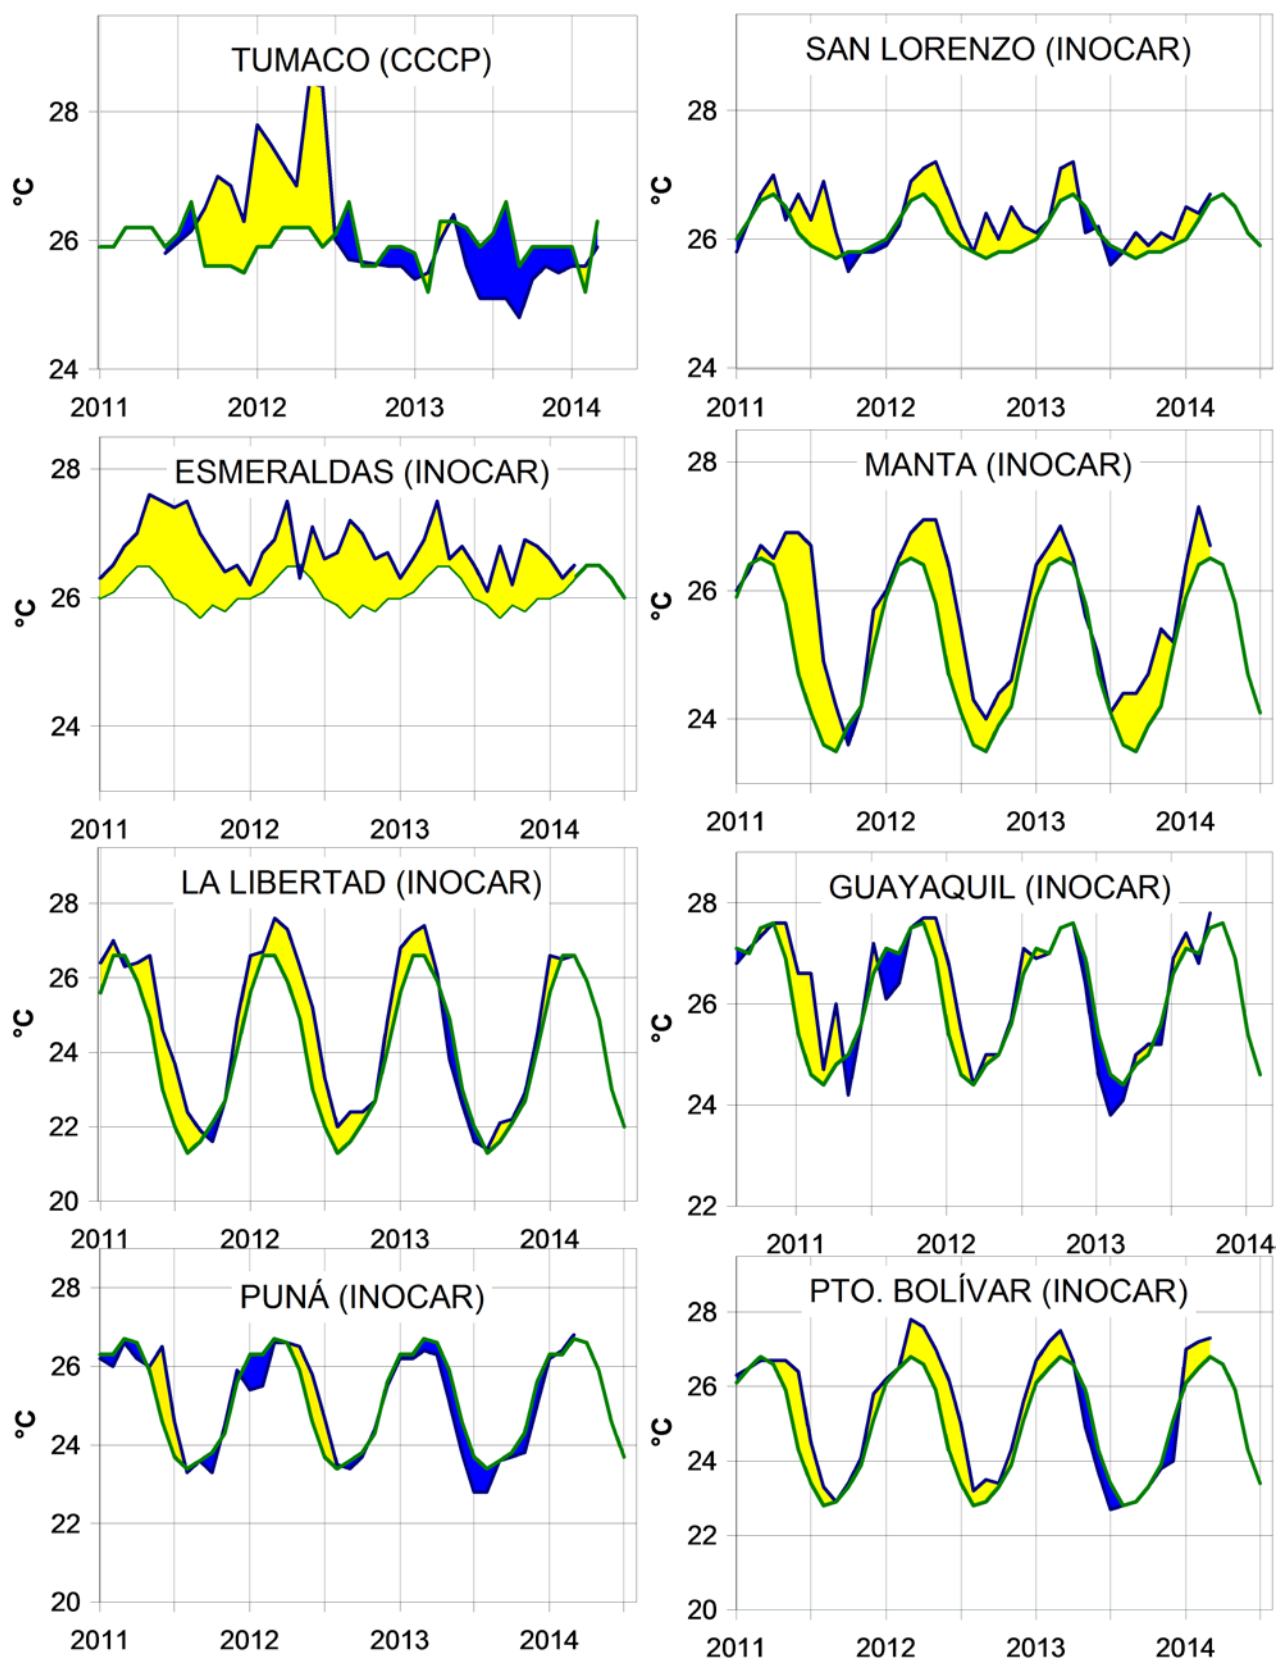 TUMACO (CCCP)
°C
28
26
24
2011 2012 2013 2014
SAN LORENZO (INOCAR)
°C
28
26
24
2011 2012 2013 2014
ESMERALDAS (INOCAR)
°C
28
26
24
2011 2012 2013 2014
MANTA (INOCAR)
°C
28
26
24
2011 2012 2013 2014
LA LIBERTAD (INOCAR)
°C
28
26
24
22
20
2011 2012 2013 2014
GUAYAQUIL (INOCAR)
°C
28
26
24
22
2011 2012 2013 2014
PUNÁ (INOCAR)
°C
28
26
24
22
20
2011 2012 2013 2014
PTO. BOLÍVAR (INOCAR)
°C
28
26
24
22
20
2011 2012 2013 2014